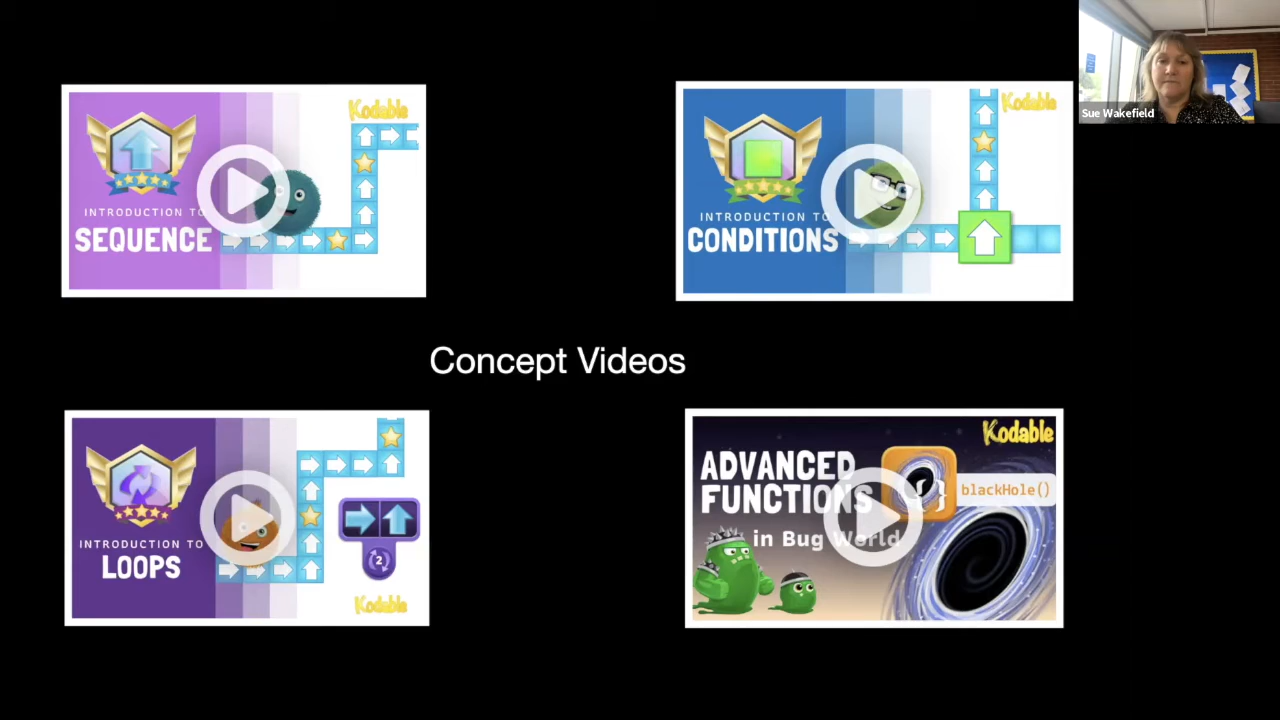 Kodable
INTRODUCTION TO
SEQUENCE
Kodable
INTRODUCTION TO
CONDITIONS
Sue Wakefield
Concept Videos
INTRODUCTION TO
LOOPS
2
Kodable
Kodable
ADVANCED
FUNCTIONS
in Bug World
{ }
blackHole()